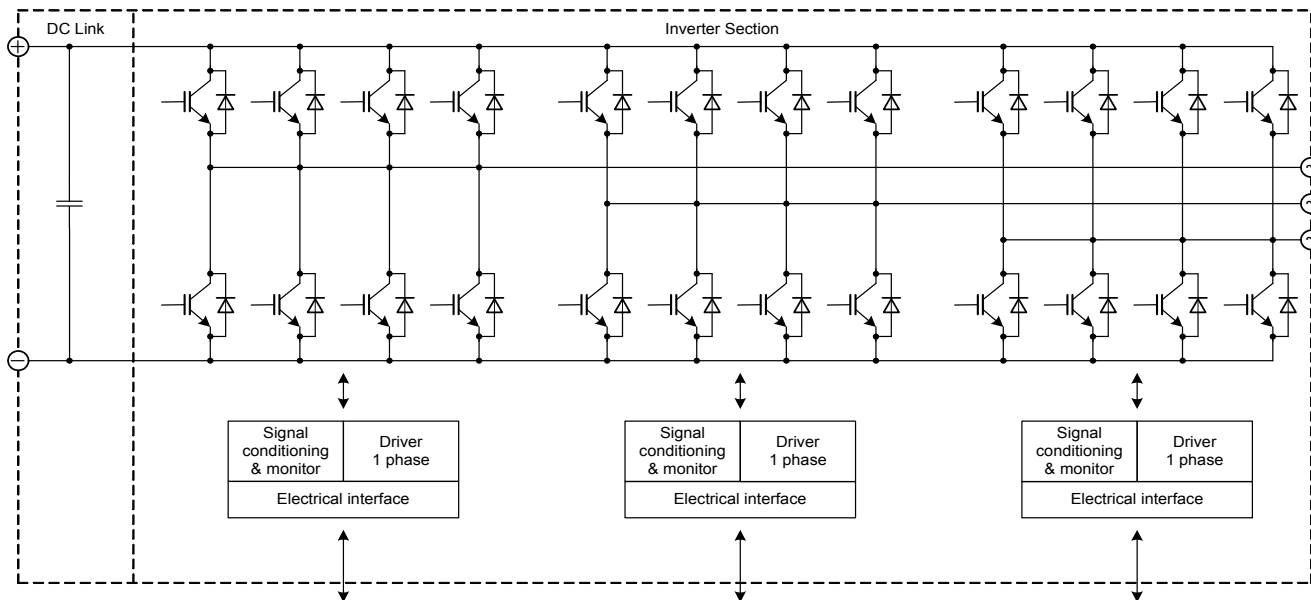 DC Link
Inverter Section
+
~
~
~
−
Signal
conditioning
& monitor
Driver
1 phase
Electrical interface
Signal
conditioning
& monitor
Driver
1 phase
Electrical interface
Signal
conditioning
& monitor
Driver
1 phase
Electrical interface